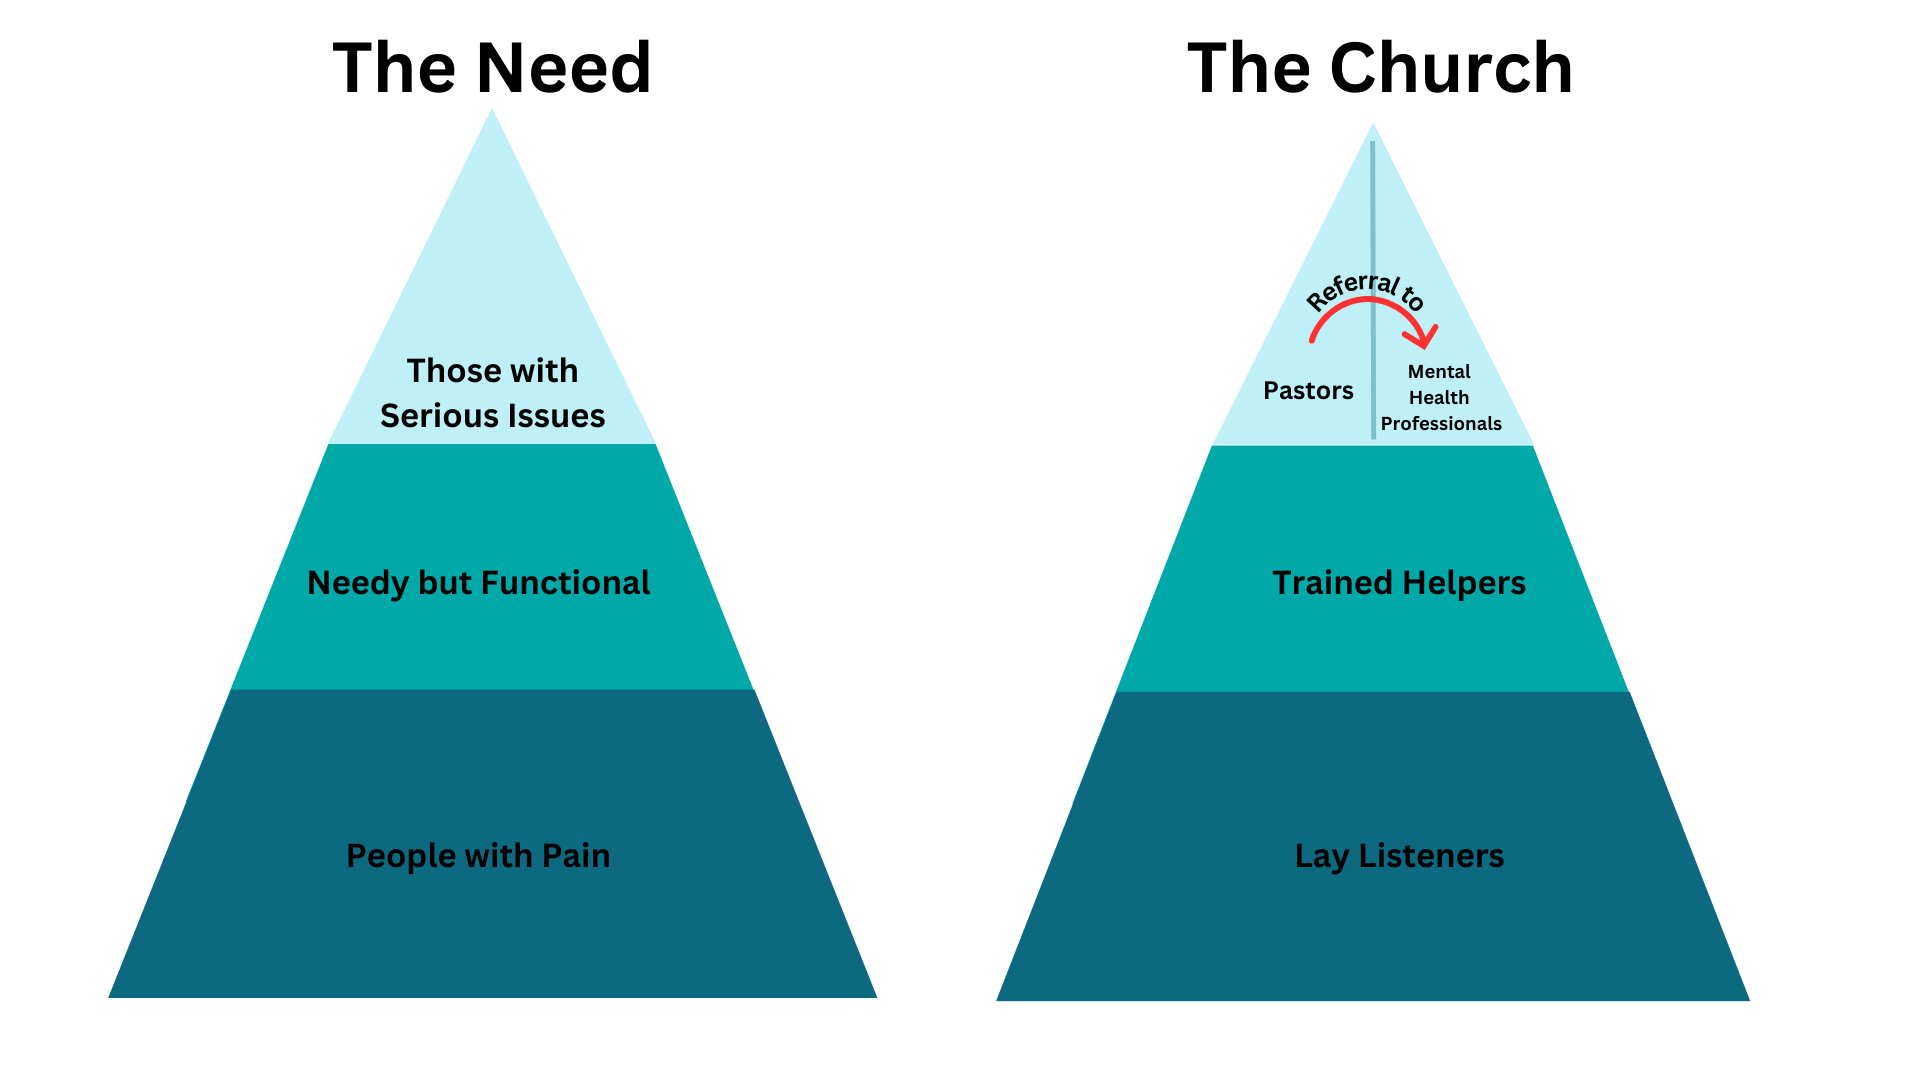 The Need
Those with
Serious Issues
Needy but Functional
People with Pain
The Church
Referral to
Pastors
Mental
Health
Professionals
Trained Helpers
Lay Listeners